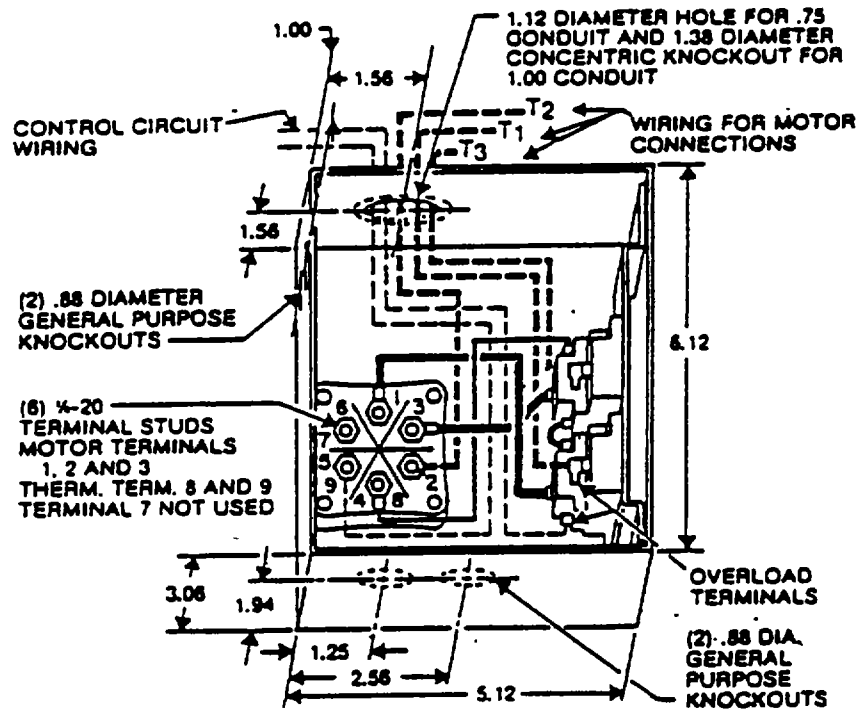 1.12 DIAMETER HOLE FOR .75
CONDUIT AND 1.38 DIAMETER
CONCENTRIC KNOCKOUT FOR
1.00 CONDUIT
1.00
1.56
T2
T1
T3
WIRING FOR MOTOR
CONNECTIONS
CONTROL CIRCUIT
WIRING
1.56
(2) .88 DIAMETER
GENERAL PURPOSE
KNOCKOUTS
6.12
(6) ¼-20
TERMINAL STUDS
MOTOR TERMINALS
1, 2 AND 3
THERM. TERM. 8 AND 9
TERMINAL 7 NOT USED
6
1
3
7
5
2
9
4
8
OVERLOAD
TERMINALS
3.06
1.94
1.25
2.56
5.12
(2) .88 DIA.
GENERAL
PURPOSE
KNOCKOUTS